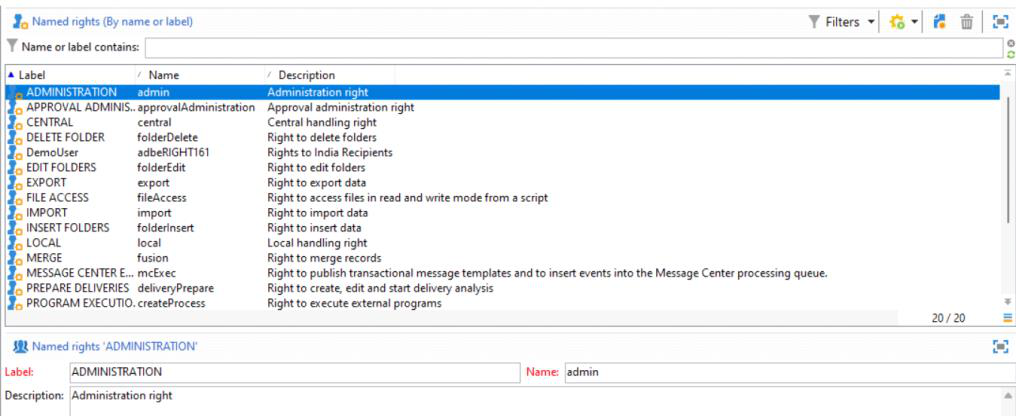 Named rights (By name or label) Filters
Name or label contains:
Label Name Description
ADMINISTRATION admin Administration right
APPROVAL ADMINIS... approvalAdministration Approval administration right
CENTRAL central Central handling right
DELETE FOLDER folderDelete Right to delete folders
DemoUser adbeRIGHT161 Rights to India Recipients
EDIT FOLDERS folderEdit Right to edit folders
EXPORT export Right to export data
FILE ACCESS fileAccess Right to access files in read and write mode from a script
IMPORT import Right to import data
INSERT FOLDERS folderInsert Right to insert data
LOCAL local Local handling right
MERGE fusion Right to merge records
MESSAGE CENTER E... mcExec Right to publish transactional message templates and to insert events into the Message Center processing queue.
PREPARE DELIVERIES deliveryPrepare Right to create, edit and start delivery analysis
PROGRAM EXECUTIO... createProcess Right to execute external programs
20 / 20
Named rights 'ADMINISTRATION'
Label: ADMINISTRATION Name: admin
Description: Administration right